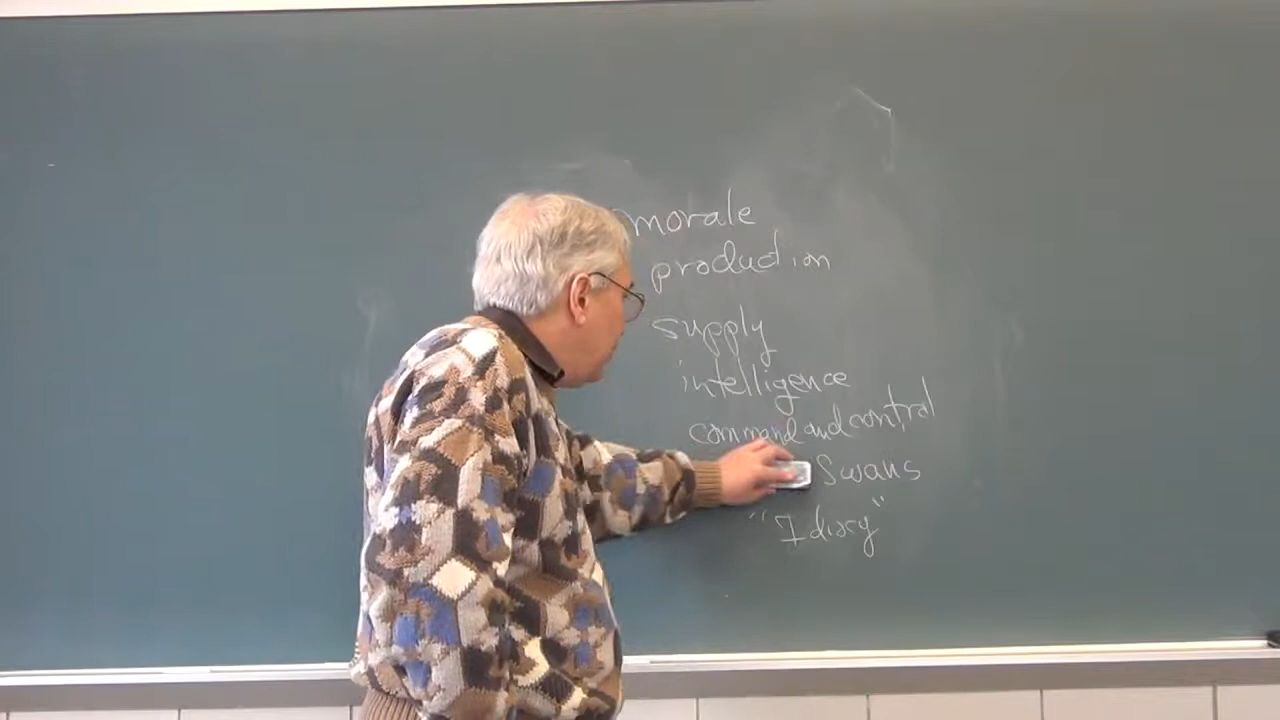 morale
production
supply
intelligence
command and control
Swans
"Idiocy"